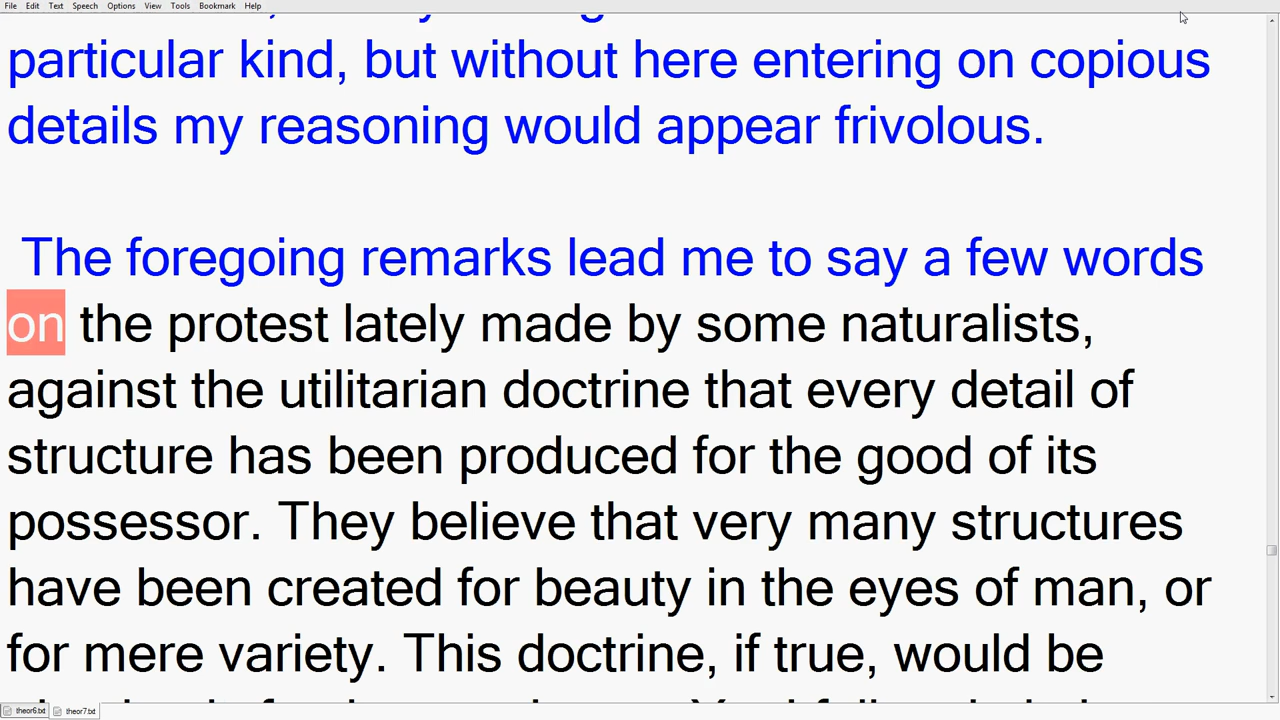 File Edit Text Speech Options View Tools Bookmark Help
particular kind, but without here entering on copious
details my reasoning would appear frivolous.
The foregoing remarks lead me to say a few words
on the protest lately made by some naturalists,
against the utilitarian doctrine that every detail of
structure has been produced for the good of its
possessor. They believe that very many structures
have been created for beauty in the eyes of man, or
for mere variety. This doctrine, if true, would be
theor6.txt theor7.txt